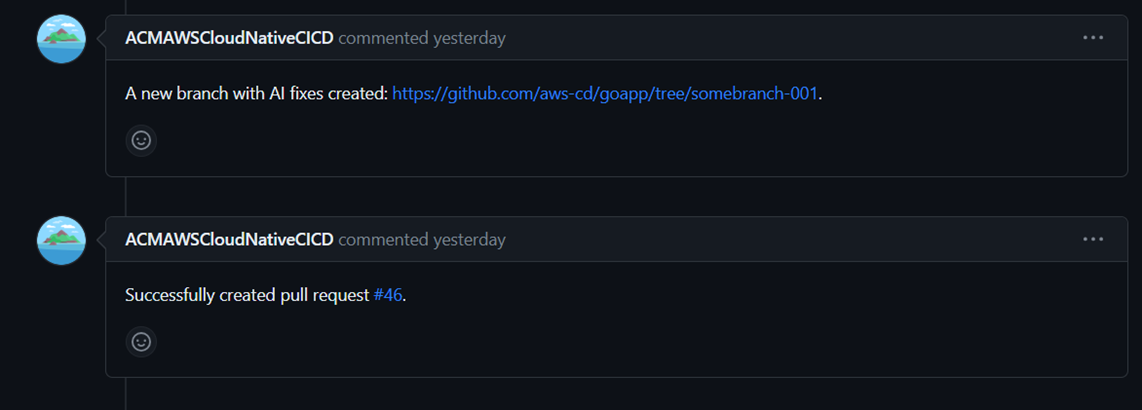 ACMAWSCloudNativeCICD commented yesterday
A new branch with AI fixes created: https://github.com/aws-cd/goapp/tree/somebranch-001.
ACMAWSCloudNativeCICD commented yesterday
Successfully created pull request #46.